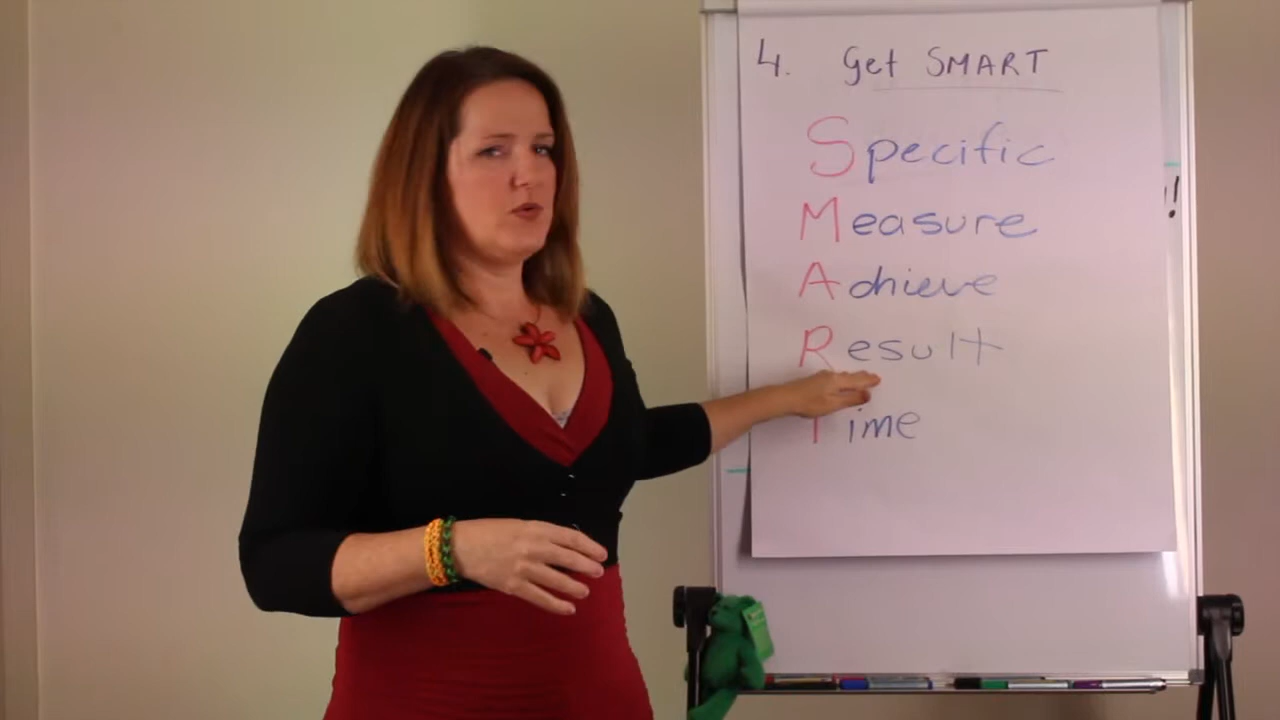 4. Get SMART
Specific
Measure
Achieve
Result
Time
!